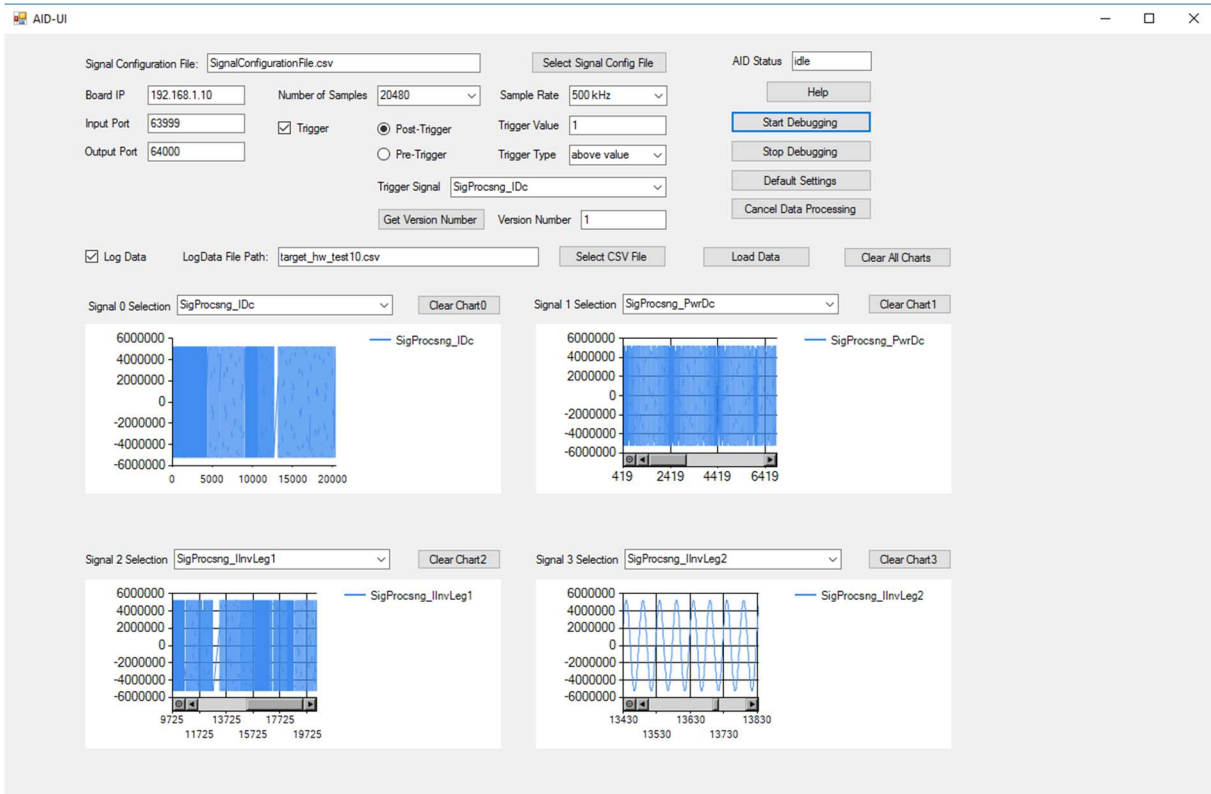 AID-UI
Signal Configuration File: SignalConfigurationFile.csv Select Signal Config File AID Status idle
Board IP 192.168.1.10 Number of Samples 20480 Sample Rate 500 kHz Help
Input Port 63999 Trigger Post-Trigger Trigger Value 1 Start Debugging
Output Port 64000 Pre-Trigger Trigger Type above value Stop Debugging
Trigger Signal SigProcsng_IDc Default Settings
Get Version Number Version Number 1 Cancel Data Processing
Log Data LogData File Path: target_hw_test10.csv Select CSV File Load Data Clear All Charts
Signal 0 Selection SigProcsng_IDc Clear Chart0
6000000
4000000
2000000
0
-2000000
-4000000
-6000000
0 5000 10000 15000 20000
SigProcsng_IDc
Signal 1 Selection SigProcsng_PwrDc Clear Chart1
6000000
4000000
2000000
0
-2000000
-4000000
-6000000
419 2419 4419 6419
SigProcsng_PwrDc
Signal 2 Selection SigProcsng_IInvLeg1 Clear Chart2
6000000
4000000
2000000
0
-2000000
-4000000
-6000000
9725 13725 17725
11725 15725 19725
SigProcsng_IInvLeg1
Signal 3 Selection SigProcsng_IInvLeg2 Clear Chart3
6000000
4000000
2000000
0
-2000000
-4000000
-6000000
13430 13630 13830
13530 13730
SigProcsng_IInvLeg2